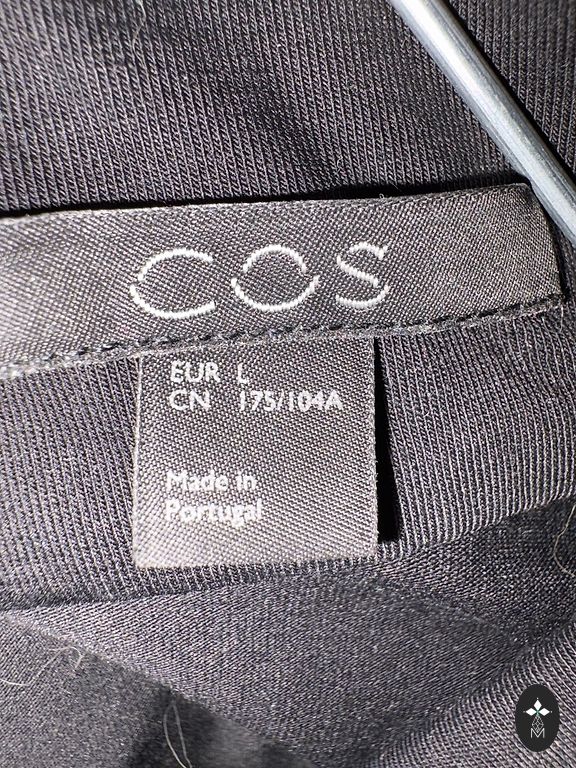 COS
EUR L
CN 175/104A
Made in
Portugal
M